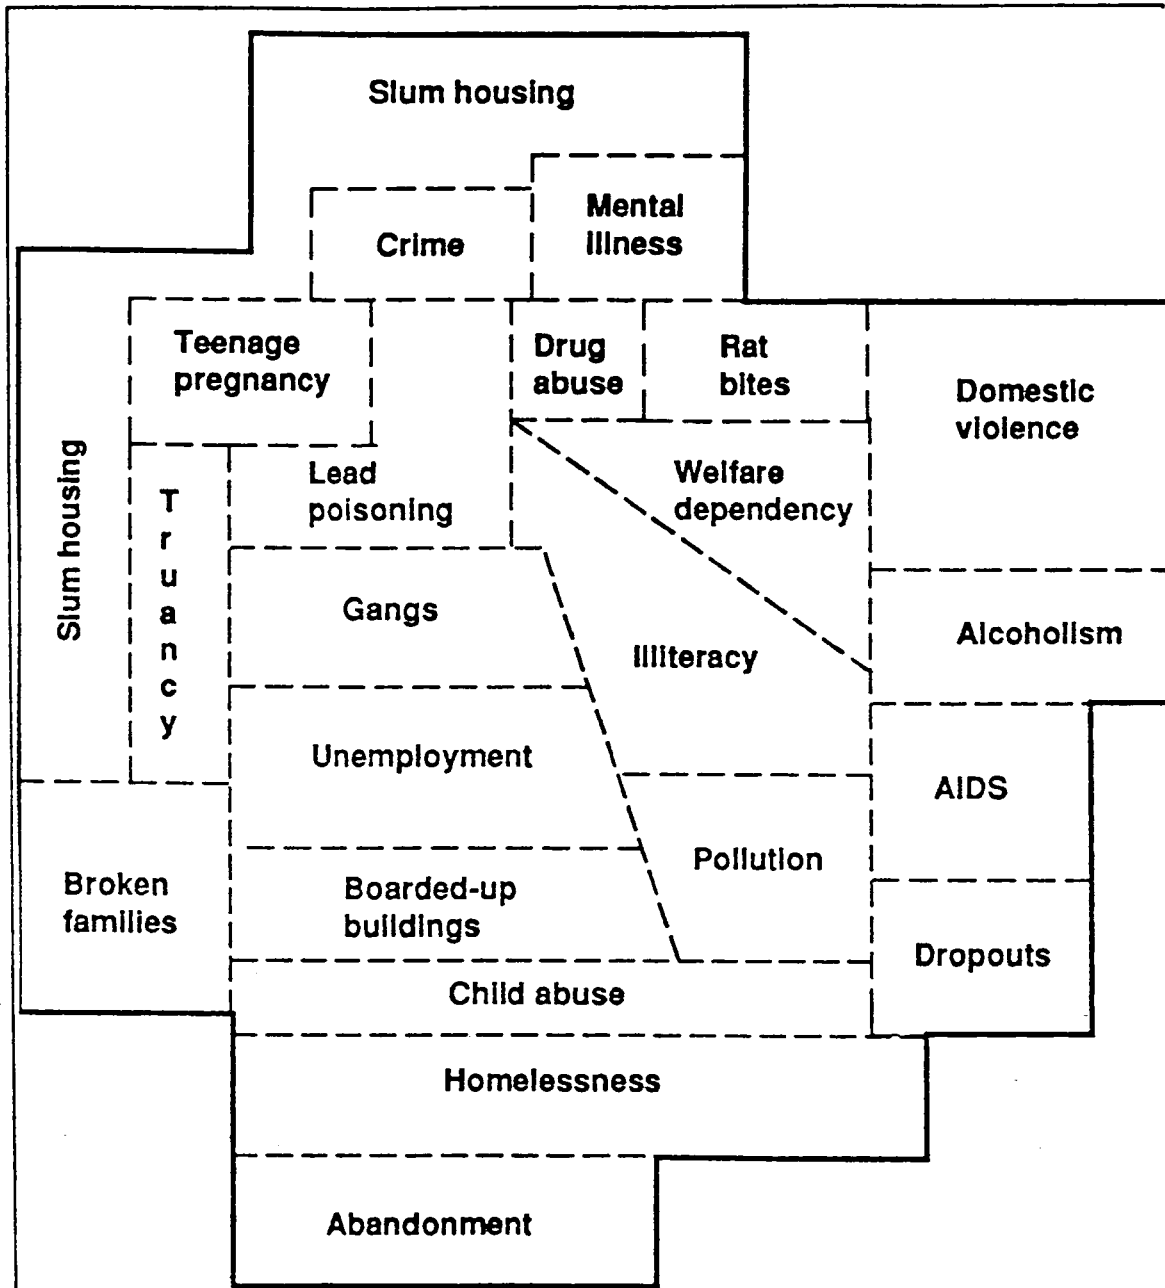 Slum housing
Mental
illness
Crime
Teenage
pregnancy
Drug
abuse
Rat
bites
Domestic
violence
Slum housing
Truancy
Lead
poisoning
Welfare
dependency
Gangs
Illiteracy
Alcoholism
Unemployment
AIDS
Pollution
Broken
families
Boarded-up
buildings
Dropouts
Child abuse
Homelessness
Abandonment